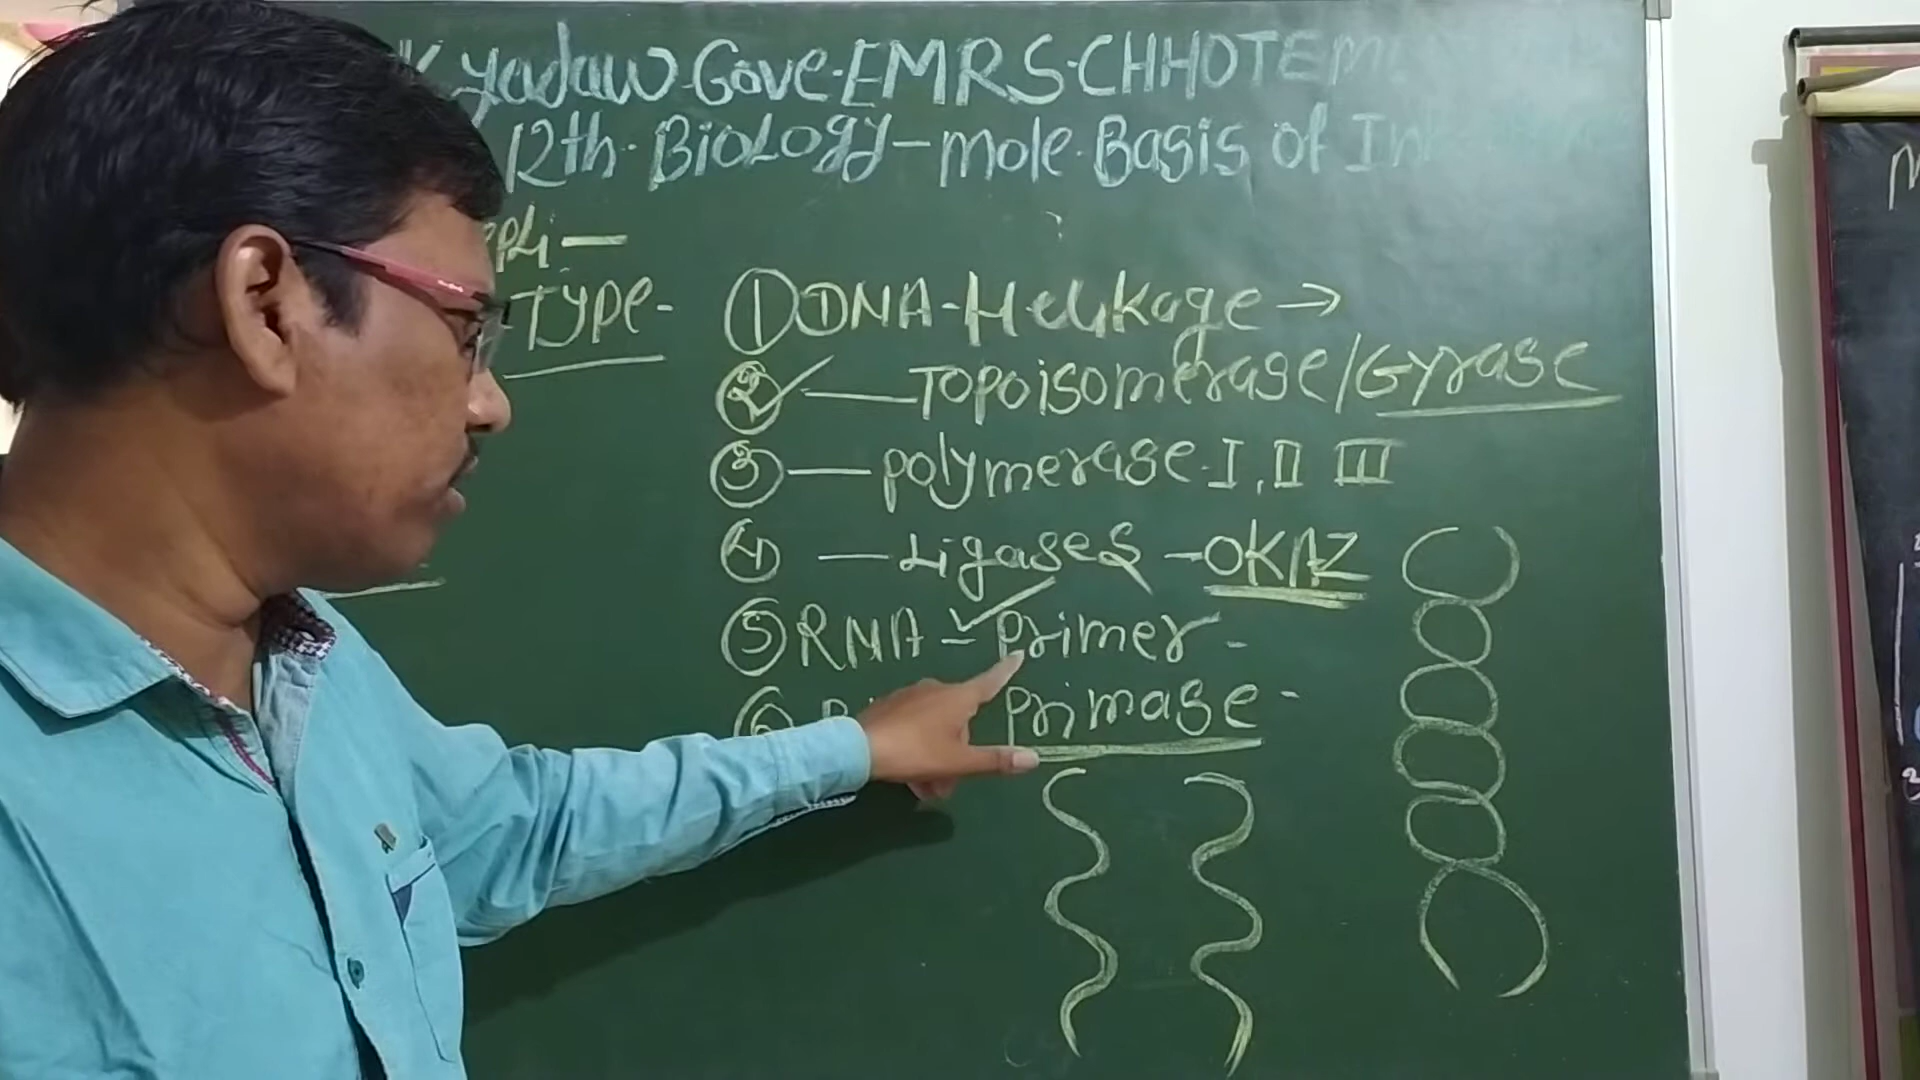 K yadaw-Gove-EMRS-CHHOTEM
12th-Biology-mole-Basis of In
epli-
TYPE-
① DNA-Helikage →
② — Topoisomerase/Gyrase
③ — polymerase-I, II III
④ — Ligases - OKAZ
⑤ RNA - Primer -
⑥ Primase -